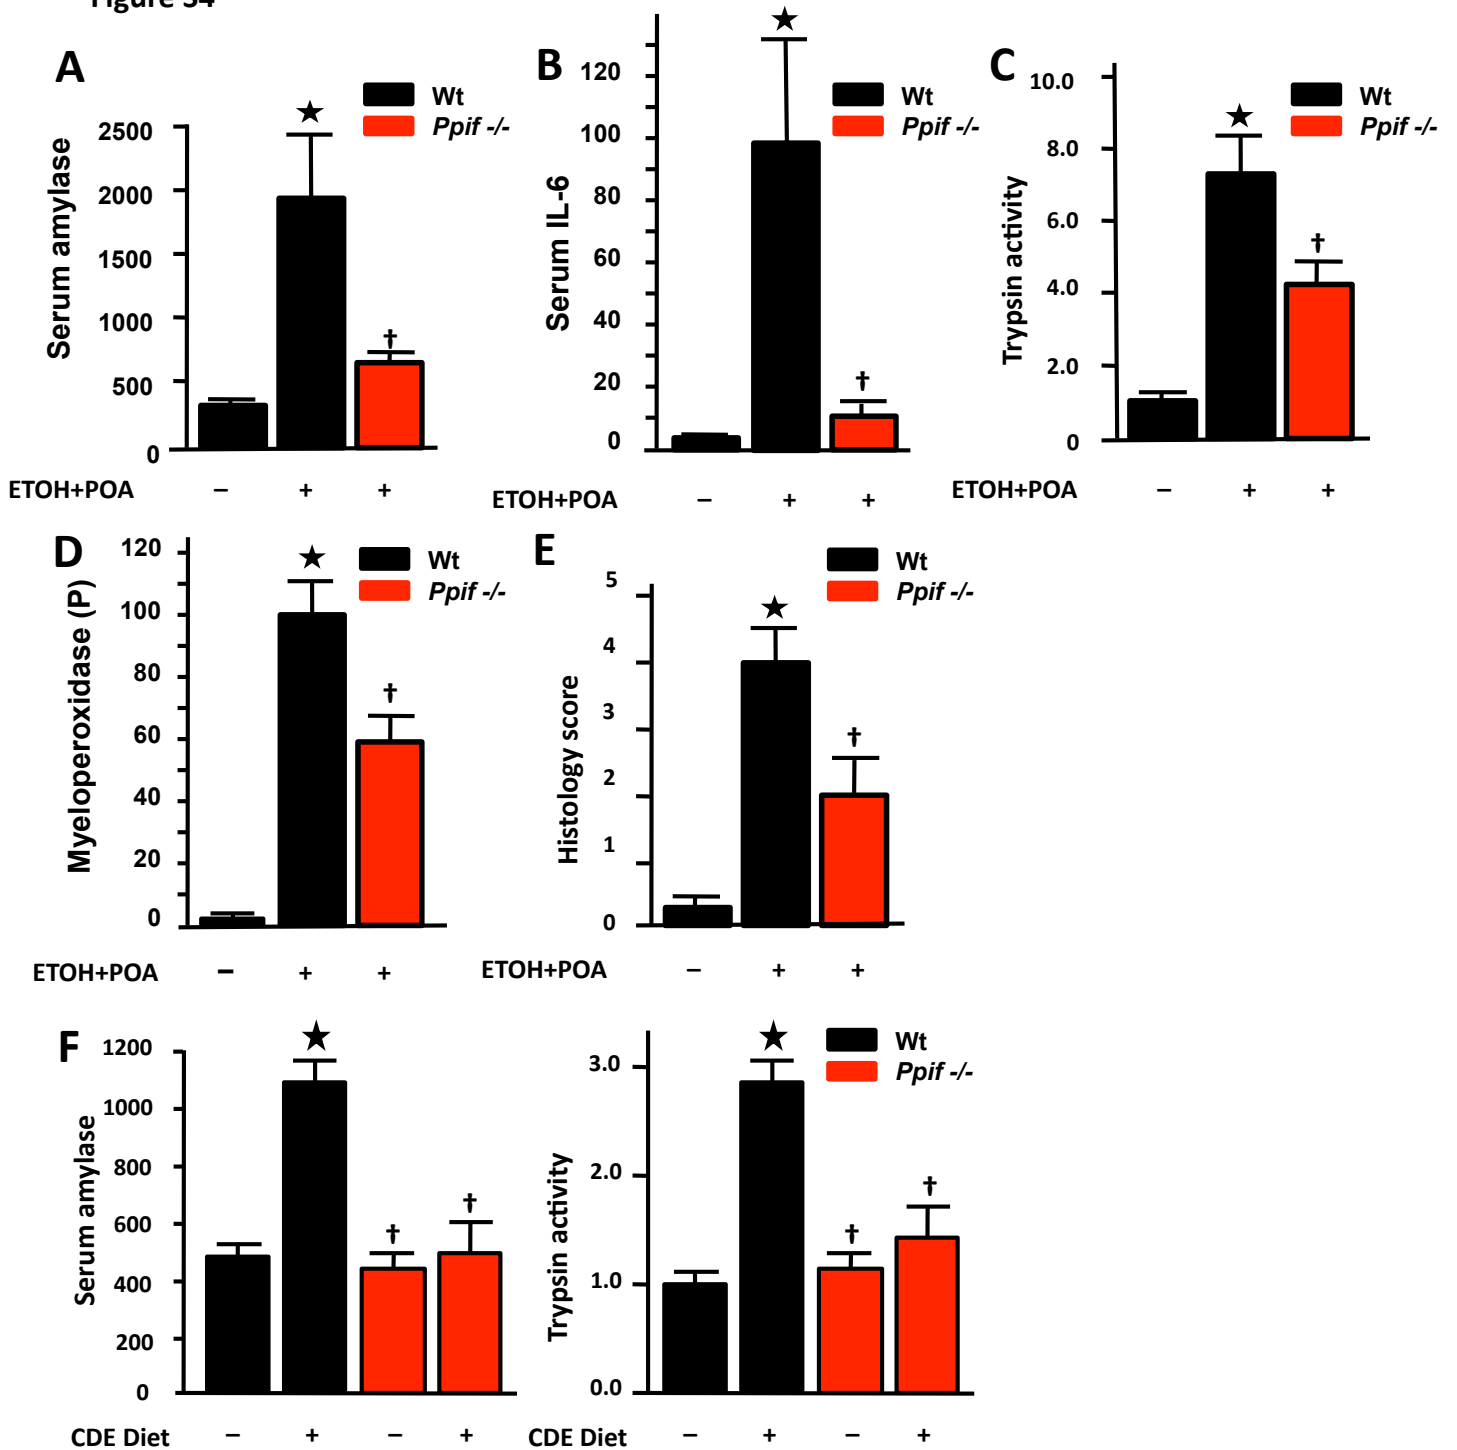 Figure S4
A
Serum amylase
2500
2000
1500
1000
500
0
★
†
Wt
Ppif -/-
ETOH+POA – + +
B
Serum IL-6
120
100
80
60
40
20
0
★
†
Wt
Ppif -/-
ETOH+POA – + +
C
Trypsin activity
10.0
8.0
6.0
4.0
2.0
0
★
†
Wt
Ppif -/-
ETOH+POA – + +
D
Myeloperoxidase (P)
120
100
80
60
40
20
0
★
†
Wt
Ppif -/-
ETOH+POA – + +
E
Histology score
5
4
3
2
1
0
★
†
Wt
Ppif -/-
ETOH+POA – + +
F
Serum amylase
1200
1000
800
600
400
200
0
★
†
†
CDE Diet – + – +
Trypsin activity
3.0
2.0
1.0
0.0
★
†
†
Wt
Ppif -/-
CDE Diet – + – +